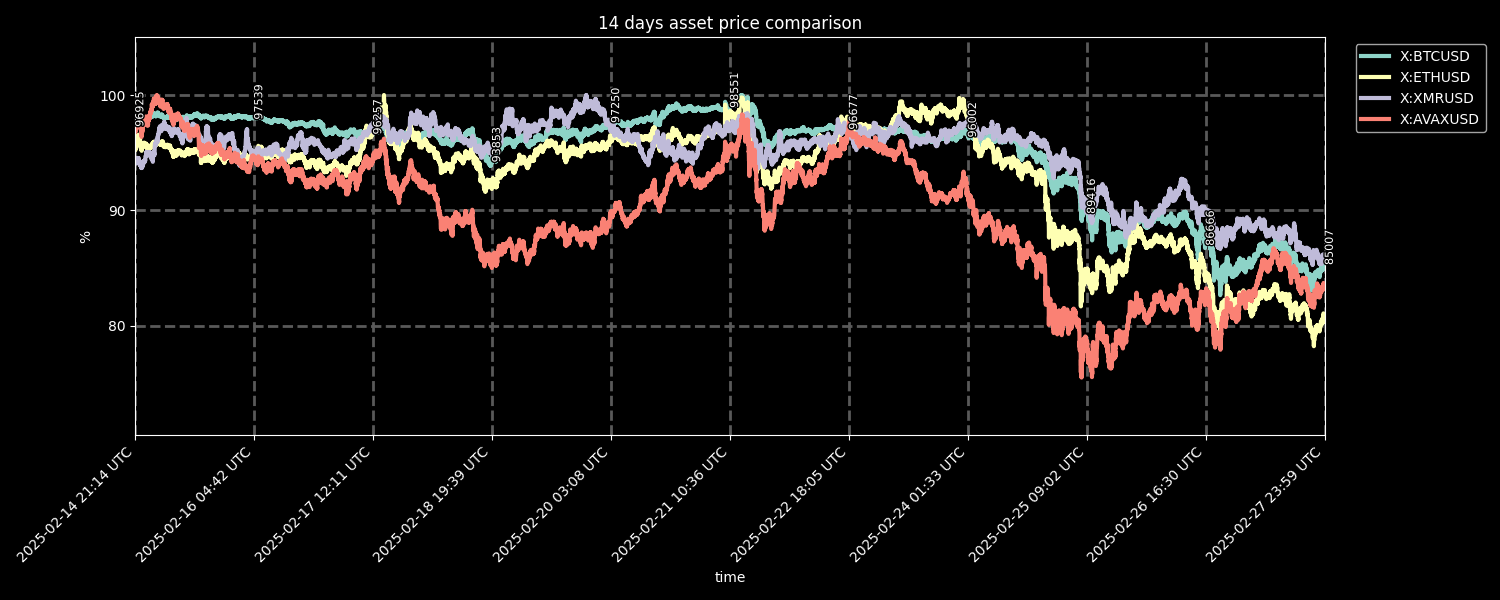 14 days asset price comparison
X:BTCUSD
X:ETHUSD
X:XMRUSD
X:AVAXUSD
100
90
80
%
96925
97539
96257
93853
97250
98551
96677
96002
89416
86666
85007
2025-02-14 21:14 UTC
2025-02-16 04:42 UTC
2025-02-17 12:11 UTC
2025-02-18 19:39 UTC
2025-02-20 03:08 UTC
2025-02-21 10:36 UTC
2025-02-22 18:05 UTC
2025-02-24 01:33 UTC
2025-02-25 09:02 UTC
2025-02-26 16:30 UTC
2025-02-27 23:59 UTC
time